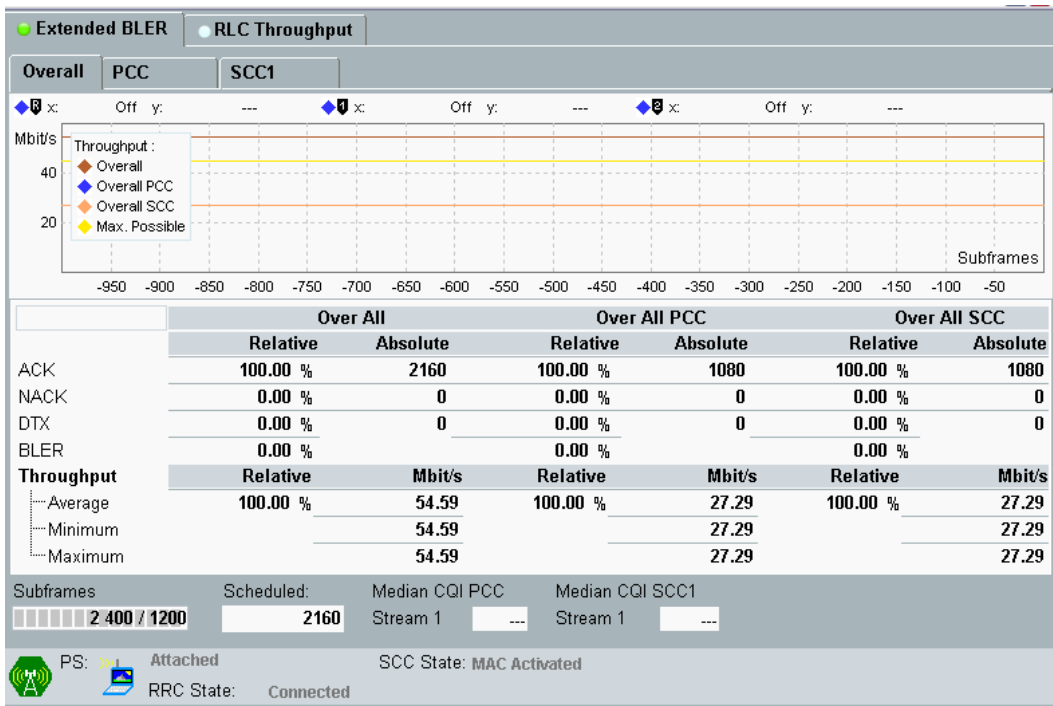 Extended BLER RLC Throughput
Overall PCC SCC1
R x: Off y: --- 1 x: Off y: --- 2 x: Off y: ---
Mbit/s
Throughput :
Overall
40
Overall PCC
Overall SCC
20
Max. Possible
Subframes
-950 -900 -850 -800 -750 -700 -650 -600 -550 -500 -450 -400 -350 -300 -250 -200 -150 -100 -50
Over All Over All PCC Over All SCC
Relative Absolute Relative Absolute Relative Absolute
ACK 100.00 % 2160 100.00 % 1080 100.00 % 1080
NACK 0.00 % 0 0.00 % 0 0.00 % 0
DTX 0.00 % 0 0.00 % 0 0.00 % 0
BLER 0.00 % 0.00 % 0.00 %
Throughput Relative Mbit/s Relative Mbit/s Relative Mbit/s
Average 100.00 % 54.59 100.00 % 27.29 100.00 % 27.29
Minimum 54.59 27.29 27.29
Maximum 54.59 27.29 27.29
Subframes Scheduled: Median CQI PCC Median CQI SCC1
2 400 / 1200 2160 Stream 1 --- Stream 1 ---
PS: Attached SCC State: MAC Activated
RRC State: Connected